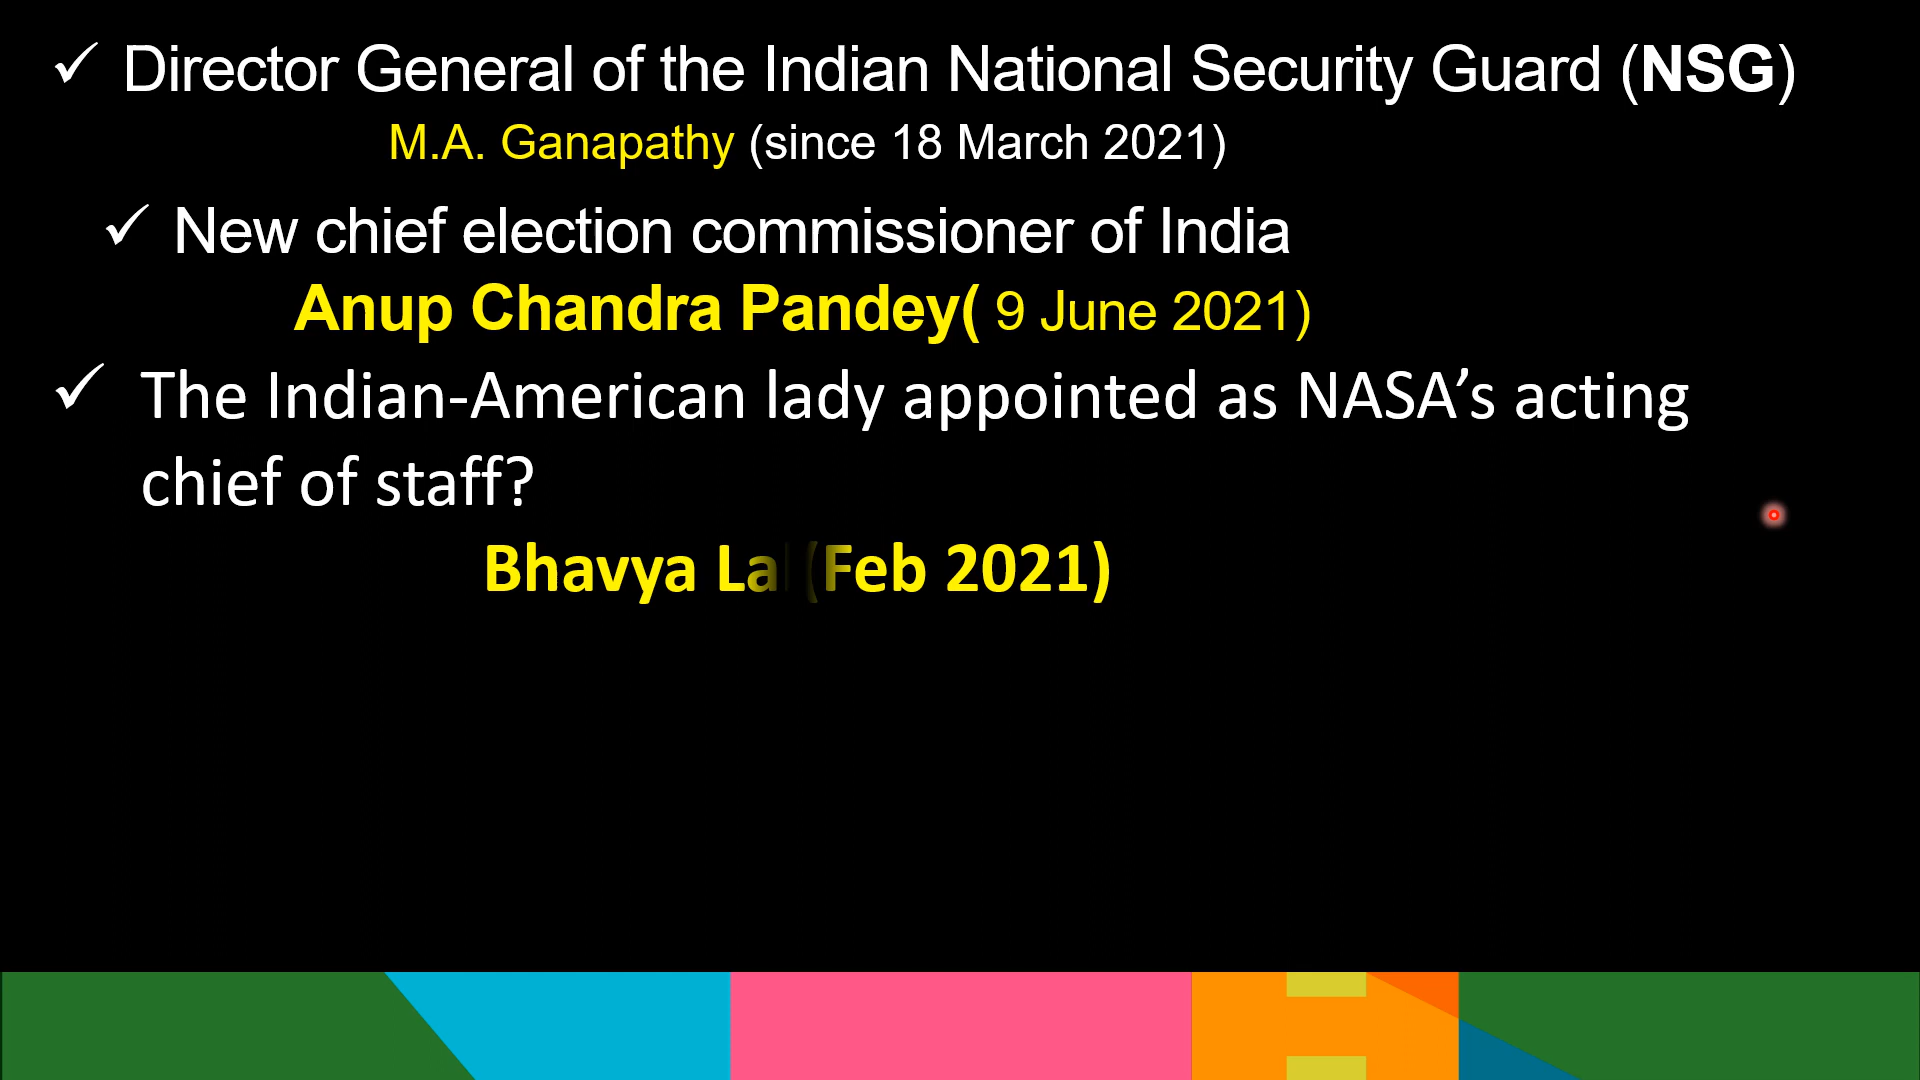 ✓ Director General of the Indian National Security Guard (NSG)
M.A. Ganapathy (since 18 March 2021)
✓ New chief election commissioner of India
Anup Chandra Pandey( 9 June 2021)
✓ The Indian-American lady appointed as NASA’s acting
chief of staff?
Bhavya Lal (Feb 2021)